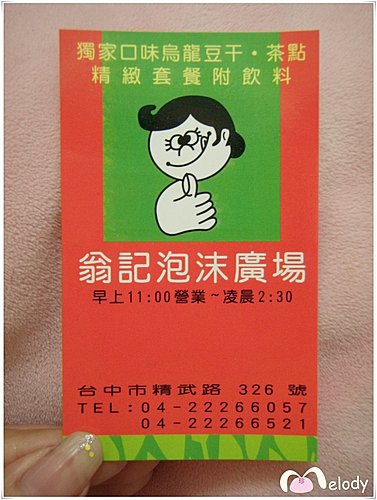 獨家口味烏龍豆干・茶點
精緻套餐附飲料
翁記泡沫廣場
早上11:00營業～凌晨2:30
台中市精武路 326 號
TEL:04-22266057
04-22266521
Melody